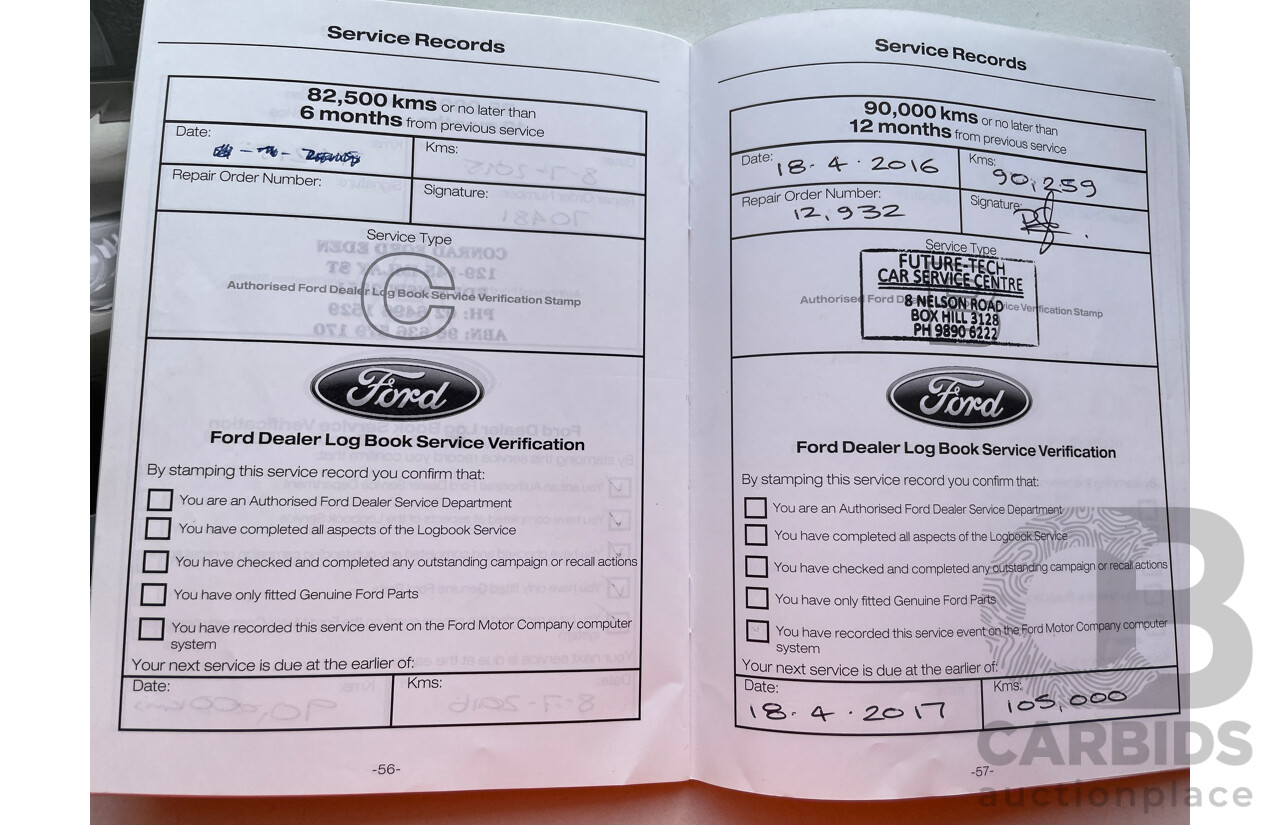 Service Records
82,500 kms or no later than
6 months from previous service
Date:
Kms:
Repair Order Number:
Signature:
Service Type
C
Authorised Ford Dealer Log Book Service Verification Stamp
Ford
Ford Dealer Log Book Service Verification
By stamping this service record you confirm that:
You are an Authorised Ford Dealer Service Department
You have completed all aspects of the Logbook Service
You have checked and completed any outstanding campaign or recall actions
You have only fitted Genuine Ford Parts
You have recorded this service event on the Ford Motor Company computer
system
Your next service is due at the earlier of:
Date:
Kms:
-56-
Service Records
90,000 kms or no later than
12 months from previous service
Date: 18.4.2016
Kms: 90,259
Repair Order Number:
12,932
Signature:
Service Type
FUTURE-TECH
CAR SERVICE CENTRE
Authorised Ford D
8 NELSON ROAD
ice Verification Stamp
BOX HILL 3128
PH 9890 6222
Ford
Ford Dealer Log Book Service Verification
By stamping this service record you confirm that:
You are an Authorised Ford Dealer Service Department
You have completed all aspects of the Logbook Service
You have checked and completed any outstanding campaign or recall actions
You have only fitted Genuine Ford Parts
You have recorded this service event on the Ford Motor Company computer
system
Your next service is due at the earlier of:
Date:
18.4.2017
Kms:
105,000
-57-
CARBIDS
auctionplace